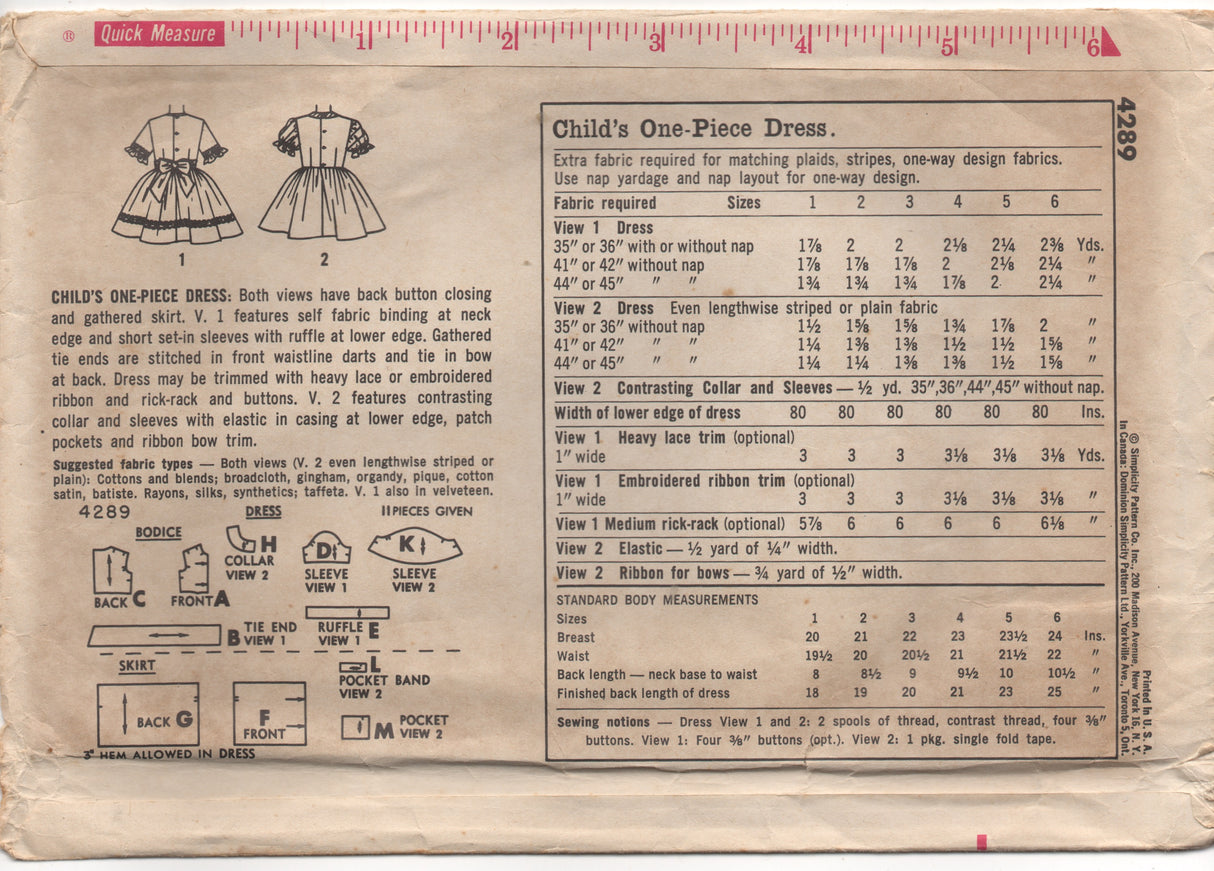 ® Quick Measure 1 2 3 4 5 6
1 2
CHILD'S ONE-PIECE DRESS: Both views have back button closing
and gathered skirt. V. 1 features self fabric binding at neck
edge and short set-in sleeves with ruffle at lower edge. Gathered
tie ends are stitched in front waistline darts and tie in bow
at back. Dress may be trimmed with heavy lace or embroidered
ribbon and rick-rack and buttons. V. 2 features contrasting
collar and sleeves with elastic in casing at lower edge, patch
pockets and ribbon bow trim.
Suggested fabric types — Both views (V. 2 even lengthwise striped or
plain): Cottons and blends; broadcloth, gingham, organdy, pique, cotton
satin, batiste. Rayons, silks, synthetics; taffeta. V. 1 also in velveteen.
4289 DRESS 11 PIECES GIVEN
BODICE
BACK C
FRONT A
H
COLLAR
VIEW 2
D
SLEEVE
VIEW 1
K
SLEEVE
VIEW 2
B TIE END
VIEW 1
RUFFLE E
VIEW 1
SKIRT
L
POCKET BAND
VIEW 2
BACK G
F
FRONT
M POCKET
VIEW 2
3" HEM ALLOWED IN DRESS
Child's One-Piece Dress.
Extra fabric required for matching plaids, stripes, one-way design fabrics.
Use nap yardage and nap layout for one-way design.
Fabric required Sizes 1 2 3 4 5 6
View 1 Dress
35" or 36" with or without nap 1⅞ 2 2 2⅛ 2¼ 2⅜ Yds.
41" or 42" without nap 1⅞ 1⅞ 1⅞ 2 2⅛ 2¼ "
44" or 45" " " 1¾ 1¾ 1¾ 1⅞ 2 2¼ "
View 2 Dress Even lengthwise striped or plain fabric
35" or 36" without nap 1½ 1⅝ 1⅝ 1¾ 1⅞ 2 "
41" or 42" " " 1¼ 1⅜ 1⅜ 1½ 1½ 1⅝ "
44" or 45" " " 1¼ 1¼ 1⅜ 1⅜ 1½ 1⅝ "
View 2 Contrasting Collar and Sleeves — ½ yd. 35",36",44",45" without nap.
Width of lower edge of dress 80 80 80 80 80 80 Ins.
View 1 Heavy lace trim (optional)
1" wide 3 3 3 3⅛ 3⅛ 3⅛ Yds.
View 1 Embroidered ribbon trim (optional)
1" wide 3 3 3 3⅛ 3⅛ 3⅛ "
View 1 Medium rick-rack (optional) 5⅞ 6 6 6 6 6⅛ "
View 2 Elastic — ½ yard of ¼" width.
View 2 Ribbon for bows — ¾ yard of ½" width.
STANDARD BODY MEASUREMENTS
Sizes 1 2 3 4 5 6
Breast 20 21 22 23 23½ 24 Ins.
Waist 19½ 20 20½ 21 21½ 22 "
Back length — neck base to waist 8 8½ 9 9½ 10 10½ "
Finished back length of dress 18 19 20 21 23 25 "
Sewing notions — Dress View 1 and 2: 2 spools of thread, contrast thread, four ⅜"
buttons. View 1: Four ⅜" buttons (opt.). View 2: 1 pkg. single fold tape.
4289
Printed in U. S. A.
© Simplicity Pattern Co. Inc., 200 Madison Avenue, New York 16, N. Y.
In Canada: Dominion Simplicity Pattern Ltd., Yorkville Ave., Toronto 5, Ont.